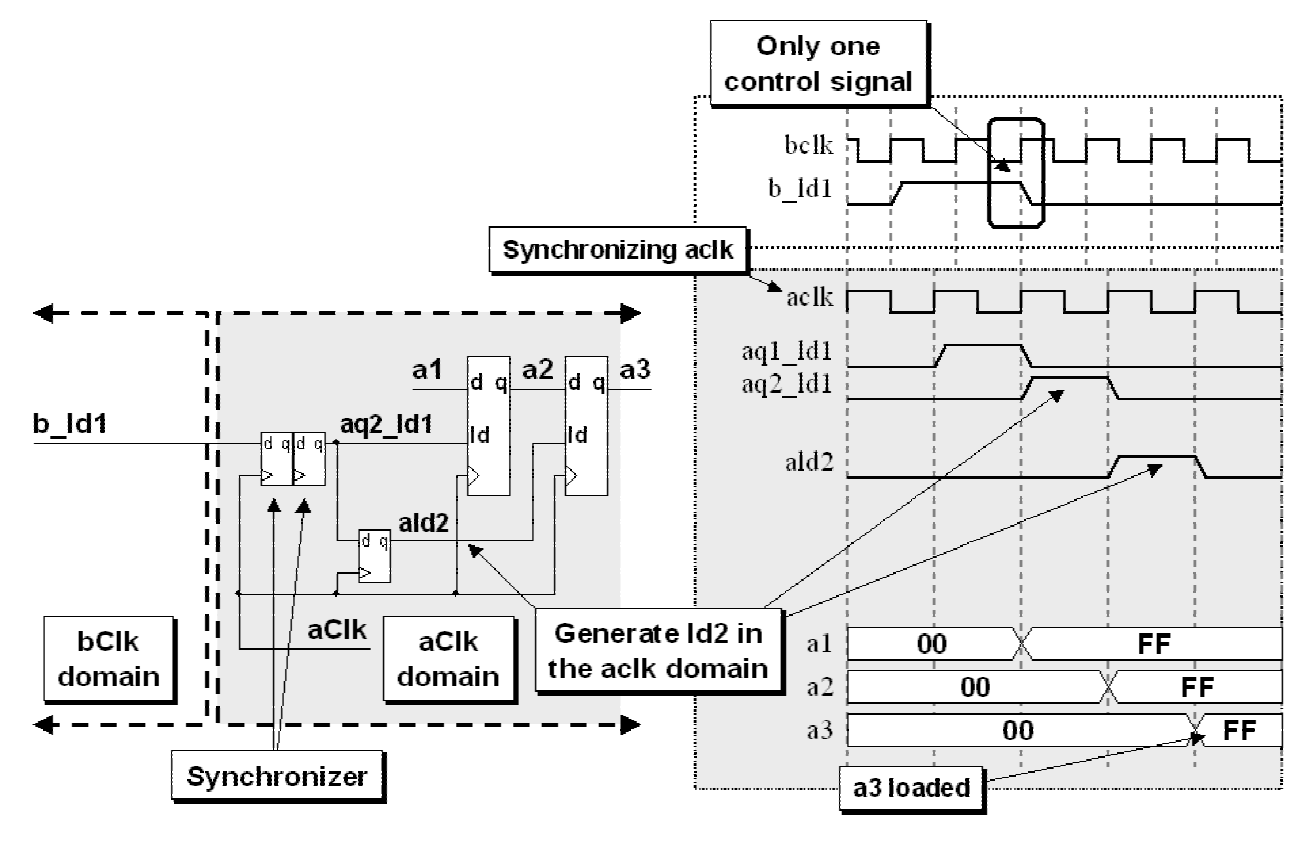 Only one
control signal
bclk
b_ld1
Synchronizing aclk
aclk
aq1_ld1
aq2_ld1
ald2
a1
a2
a3
d q
d q
b_ld1
aq2_ld1
d q d q
ld
ld
ald2
d q
aClk
bClk
domain
aClk
domain
Generate ld2 in
the aclk domain
Synchronizer
a1
00
FF
a2
00
FF
a3
00
FF
a3 loaded